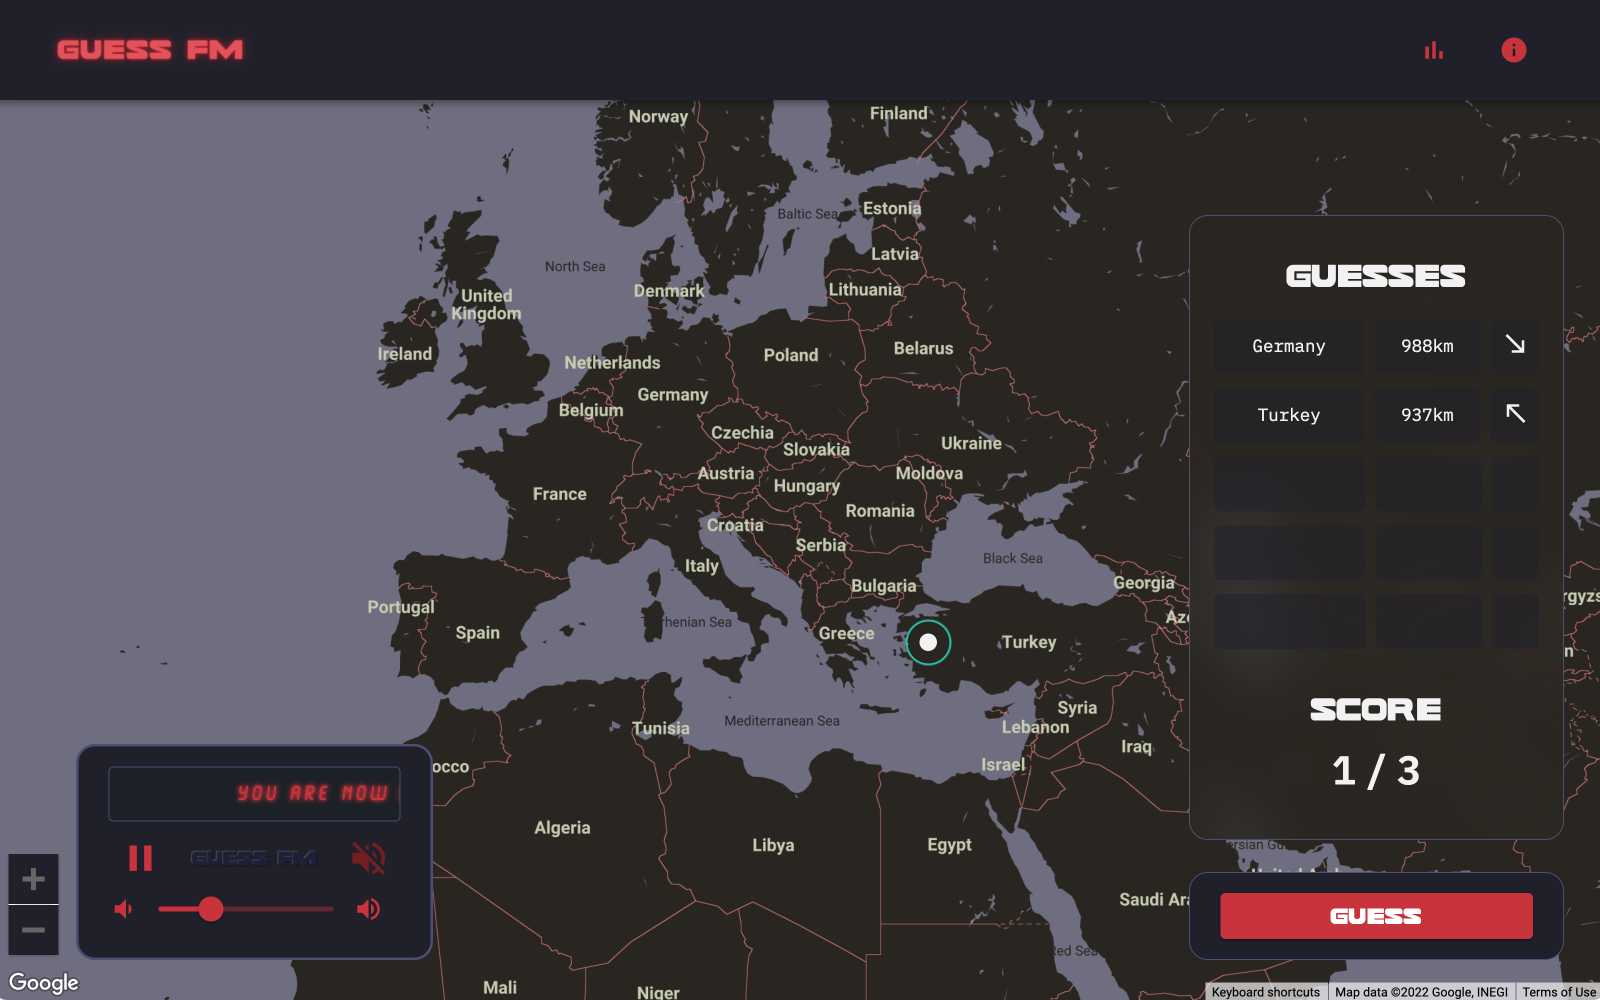 GUESS FM
Norway
Finland
Baltic Sea
Estonia
Latvia
Lithuania
North Sea
Denmark
United
Kingdom
Ireland
Netherlands
Poland
Belarus
Germany
Belgium
Czechia
Slovakia
Ukraine
Austria
Hungary
Moldova
France
Romania
Croatia
Serbia
Black Sea
Italy
Bulgaria
Georgia
Portugal
Spain
rhenian Sea
Greece
Turkey
Aze
rgyzs
n
Tunisia
Mediterranean Sea
Syria
Lebanon
Iraq
Israel
occo
Algeria
Libya
Egypt
Saudi Ara
Red Sea
Mali
Niger
GUESSES
Germany 988km
Turkey 937km
SCORE
1 / 3
rsian Gu
GUESS
YOU ARE NOW
GUESS FM
Google
Keyboard shortcuts
Map data ©2022 Google, INEGI
Terms of Use